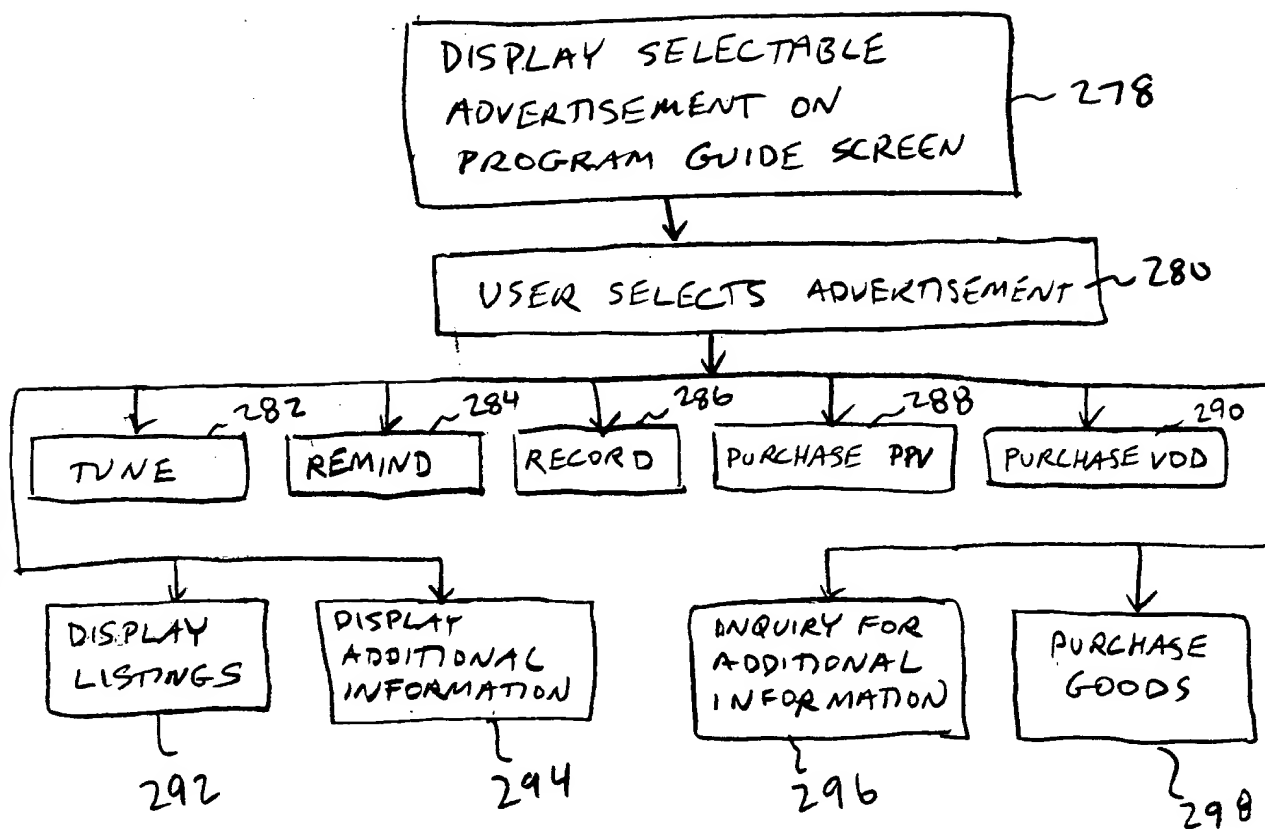 DISPLAY SELECTABLE
ADVERTISEMENT ON
PROGRAM GUIDE SCREEN
278
USER SELECTS ADVERTISEMENT
280
282
284
286
288
290
TUNE
REMIND
RECORD
PURCHASE PPV
PURCHASE VOD
DISPLAY
LISTINGS
DISPLAY
ADDITIONAL
INFORMATION
INQUIRY FOR
ADDITIONAL
INFORMATION
PURCHASE
GOODS
292
294
296
298